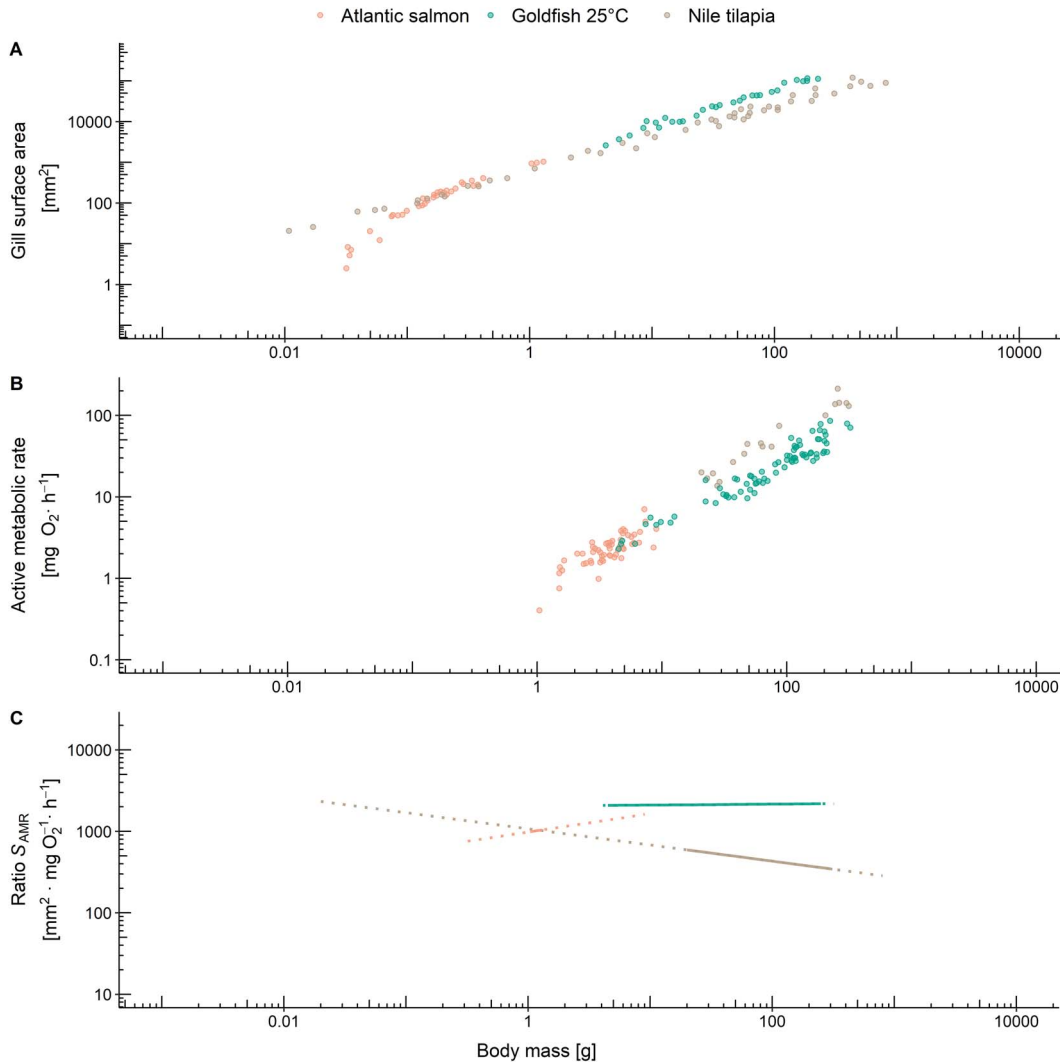 Atlantic salmon Goldfish 25°C Nile tilapia
A
Gill surface area
[mm²]
10000
100
1
0.01 1 100 10000
B
Active metabolic rate
[mg O₂· h⁻¹]
100
10
1
0.1
0.01 1 100 10000
C
Ratio S_AMR
[mm² · mg O₂⁻¹· h⁻¹]
10000
1000
100
10
0.01 1 100 10000
Body mass [g]